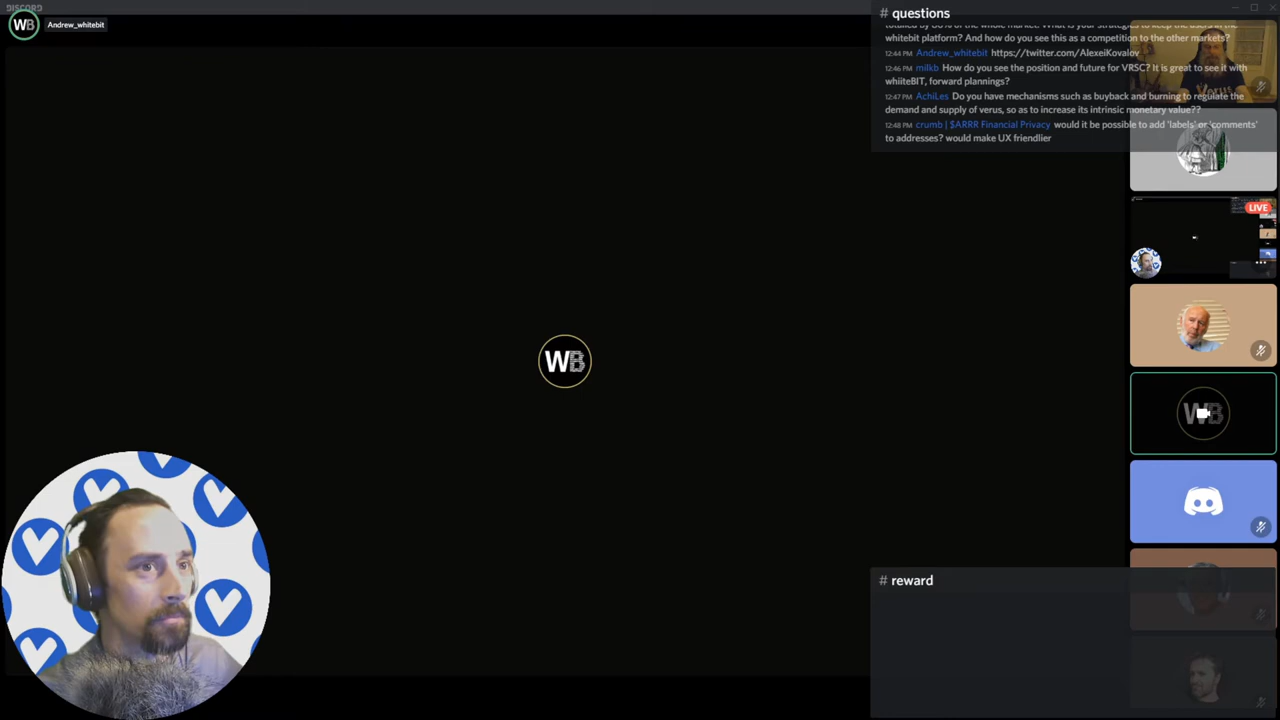 DISCORD
WB
Andrew_whitebit
# questions
totalled by 50% of the whole market. What is your strategies to keep the users in the
whitebit platform? And how do you see this as a competition to the other markets?
12:44 PM Andrew_whitebit https://twitter.com/AlexeiKovalov
12:46 PM milkb How do you see the position and future for VRSC? It is great to see it with
whiiteBIT, forward plannings?
12:47 PM AchiLes Do you have mechanisms such as buyback and burning to regulate the
demand and supply of verus, so as to increase its intrinsic monetary value??
12:48 PM crumb | $ARRR Financial Privacy would it be possible to add 'labels' or 'comments'
to addresses? would make UX friendlier
Verus
LIVE
WB
WB
# reward